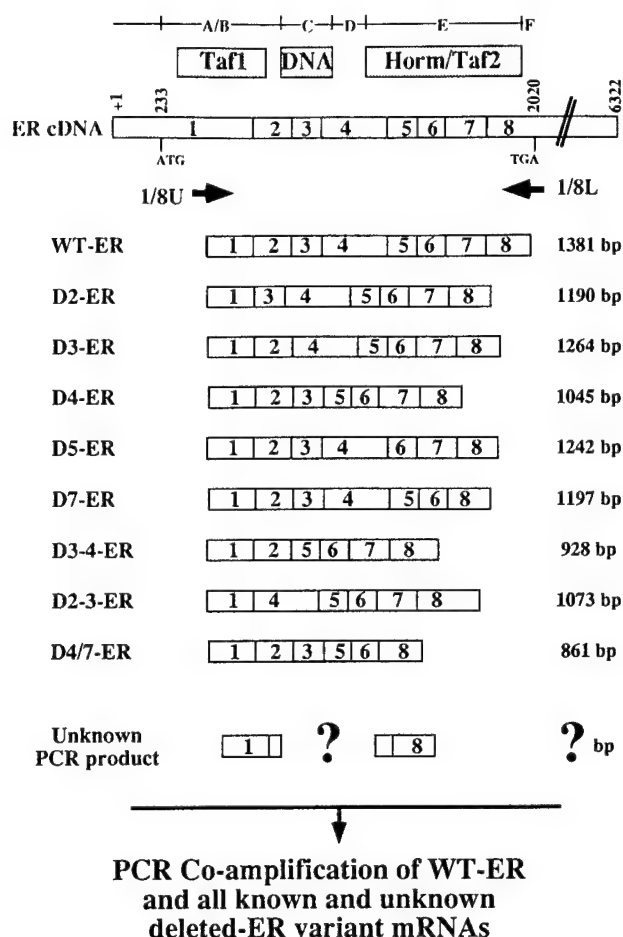 A/B C D E F
Taf1 DNA Horm/Taf2
+1 233 2020 6322
ER cDNA 1 2 3 4 5 6 7 8
ATG TGA
1/8U 1/8L
WT-ER 1 2 3 4 5 6 7 8 1381 bp
D2-ER 1 3 4 5 6 7 8 1190 bp
D3-ER 1 2 4 5 6 7 8 1264 bp
D4-ER 1 2 3 5 6 7 8 1045 bp
D5-ER 1 2 3 4 6 7 8 1242 bp
D7-ER 1 2 3 4 5 6 8 1197 bp
D3-4-ER 1 2 5 6 7 8 928 bp
D2-3-ER 1 4 5 6 7 8 1073 bp
D4/7-ER 1 2 3 5 6 8 861 bp
Unknown
PCR product 1 ? 8 ? bp
PCR Co-amplification of WT-ER
and all known and unknown
deleted-ER variant mRNAs